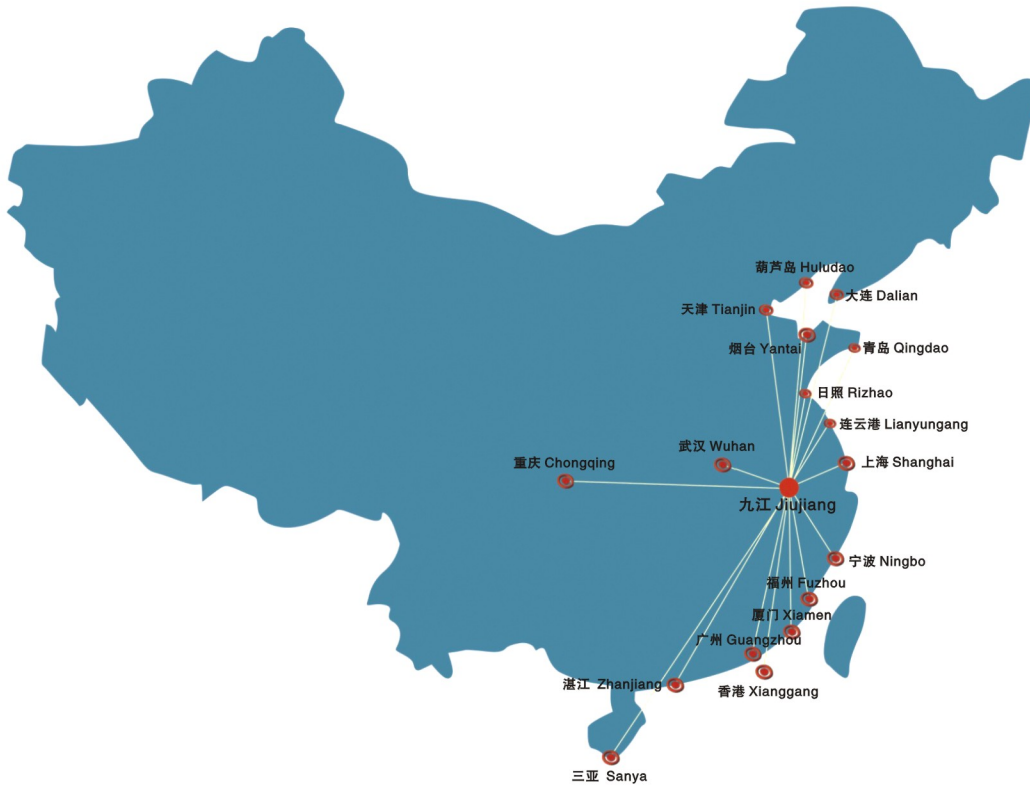 葫芦岛 Huludao
大连 Dalian
天津 Tianjin
烟台 Yantai
青岛 Qingdao
日照 Rizhao
连云港 Lianyungang
武汉 Wuhan
重庆 Chongqing
上海 Shanghai
九江 Jiujiang
宁波 Ningbo
福州 Fuzhou
厦门 Xiamen
广州 Guangzhou
湛江 Zhanjiang
香港 Xianggang
三亚 Sanya